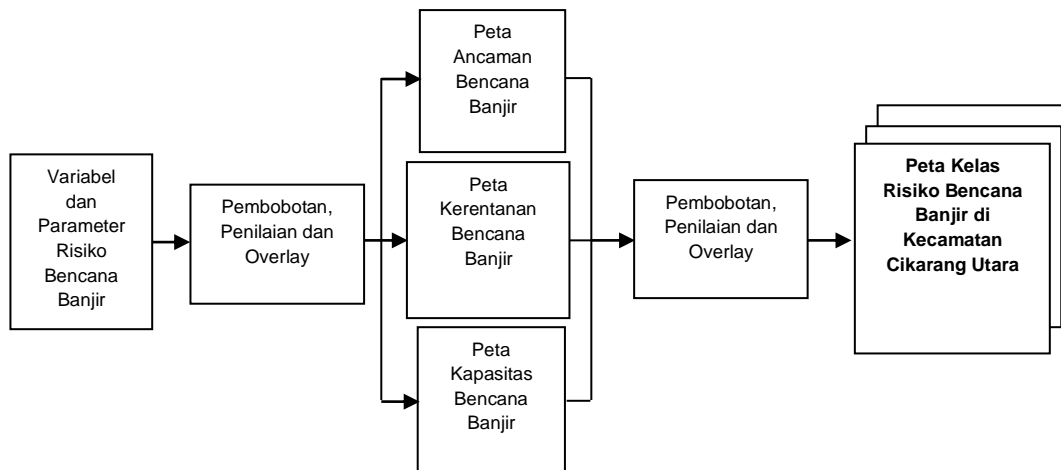 Variabel
dan
Parameter
Risiko
Bencana
Banjir
Pembobotan,
Penilaian dan
Overlay
Peta
Ancaman
Bencana
Banjir
Peta
Kerentanan
Bencana
Banjir
Peta
Kapasitas
Bencana
Banjir
Pembobotan,
Penilaian dan
Overlay
Peta Kelas
Risiko Bencana
Banjir di
Kecamatan
Cikarang Utara